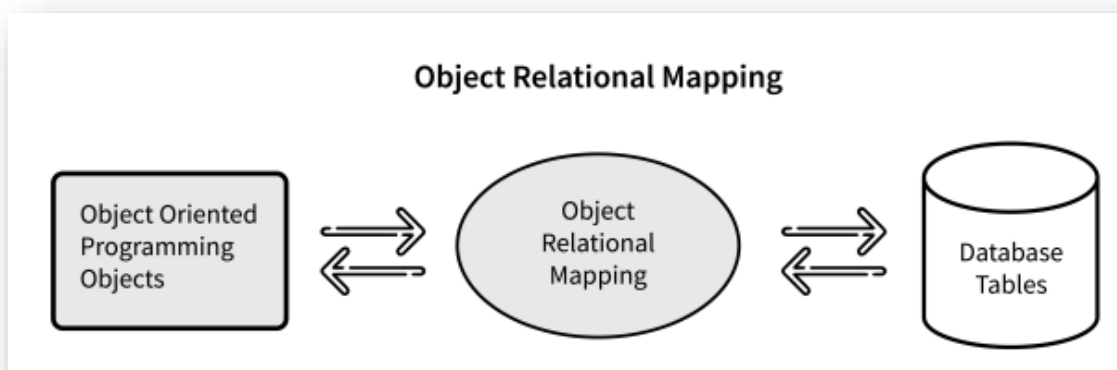 Object Relational Mapping
Object Oriented
Programming
Objects
Object
Relational
Mapping
Database
Tables